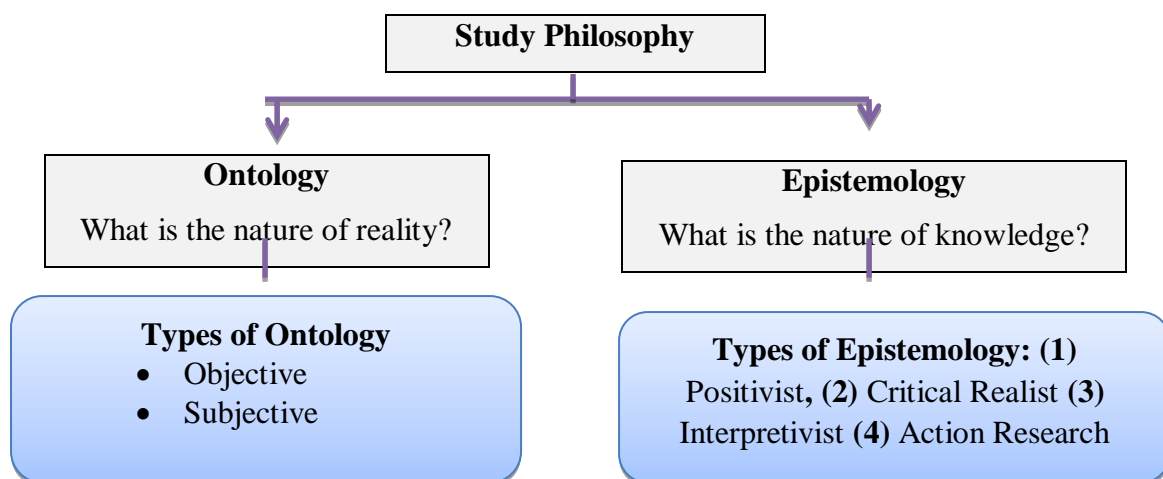 Study Philosophy
Ontology
What is the nature of reality?
Epistemology
What is the nature of knowledge?
Types of Ontology
• Objective
• Subjective
Types of Epistemology: (1)
Positivist, (2) Critical Realist (3)
Interpretivist (4) Action Research